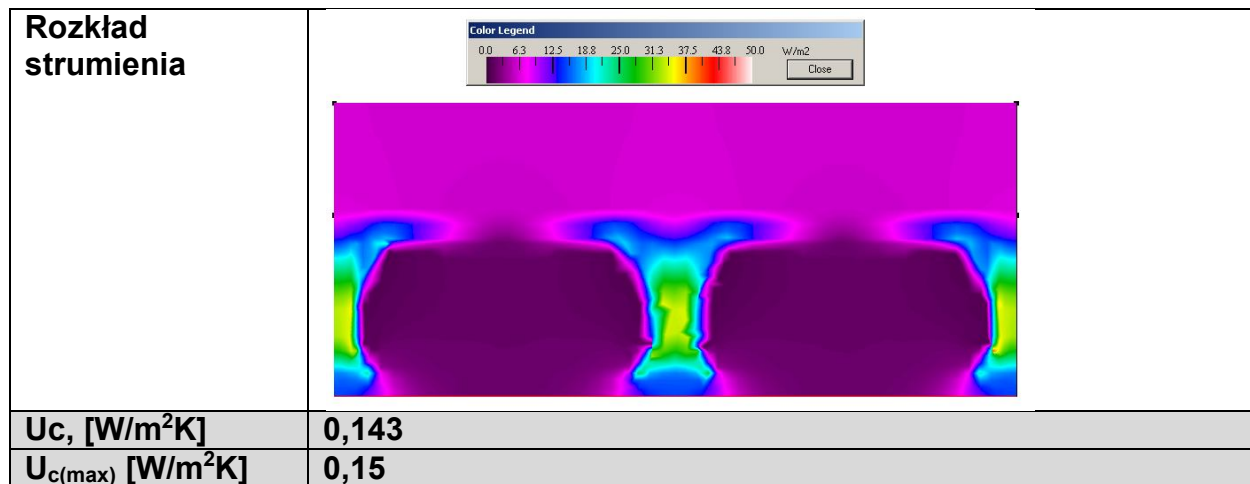 Rozkład
strumienia
Color Legend
0.0 6.3 12.5 18.8 25.0 31.3 37.5 43.8 50.0 W/m2
Close
Uc, [W/m²K] 0,143
Uc(max) [W/m²K] 0,15